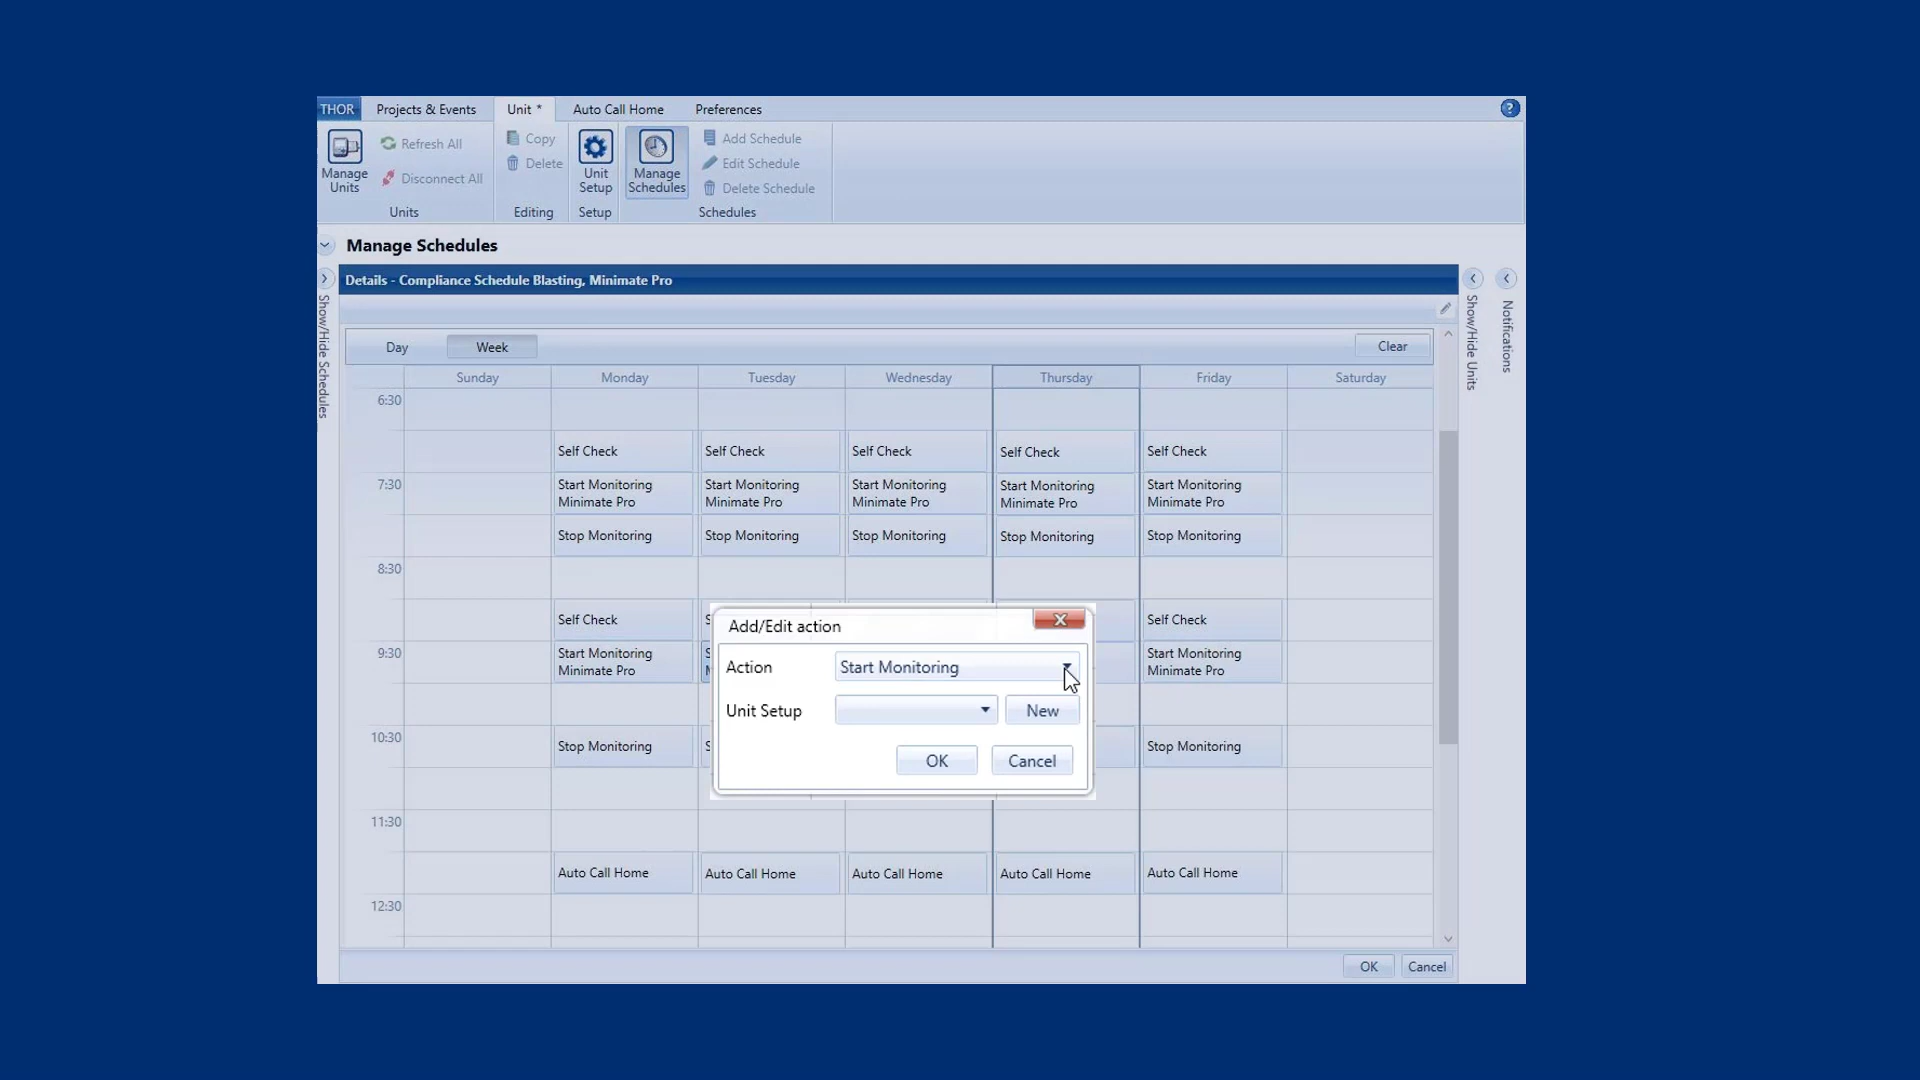 THOR Projects & Events Unit * Auto Call Home Preferences ?
Manage Units
Refresh All
Disconnect All
Units
Copy
Delete
Editing
Unit Setup
Setup
Manage Schedules
Add Schedule
Edit Schedule
Delete Schedule
Schedules
Manage Schedules
Show/Hide Schedules
Details - Compliance Schedule Blasting, Minimate Pro
Show/Hide Units
Notifications
Day Week Clear
Sunday Monday Tuesday Wednesday Thursday Friday Saturday
6:30
Self Check Self Check Self Check Self Check Self Check
7:30 Start Monitoring Start Monitoring Start Monitoring Start Monitoring Start Monitoring
Minimate Pro Minimate Pro Minimate Pro Minimate Pro Minimate Pro
Stop Monitoring Stop Monitoring Stop Monitoring Stop Monitoring Stop Monitoring
8:30
Self Check Self Check
9:30 Start Monitoring Start Monitoring
Minimate Pro Minimate Pro
10:30
Stop Monitoring Stop Monitoring
Add/Edit action
Action Start Monitoring
Unit Setup New
OK Cancel
11:30
Auto Call Home Auto Call Home Auto Call Home Auto Call Home Auto Call Home
12:30
OK Cancel